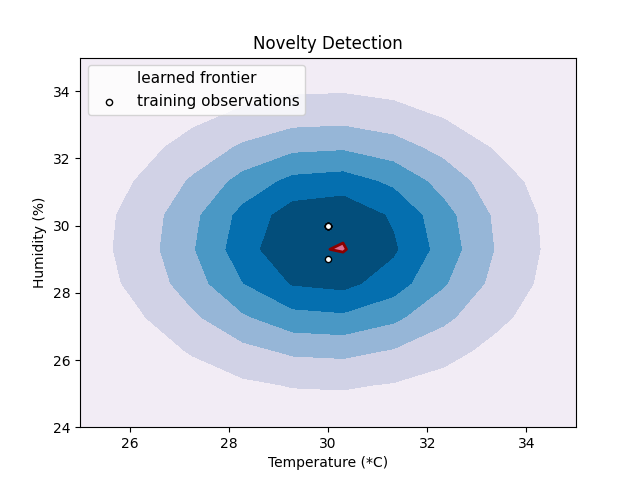 Novelty Detection
learned frontier
training observations
34
32
30
28
26
24
Humidity (%)
26 28 30 32 34
Temperature (*C)